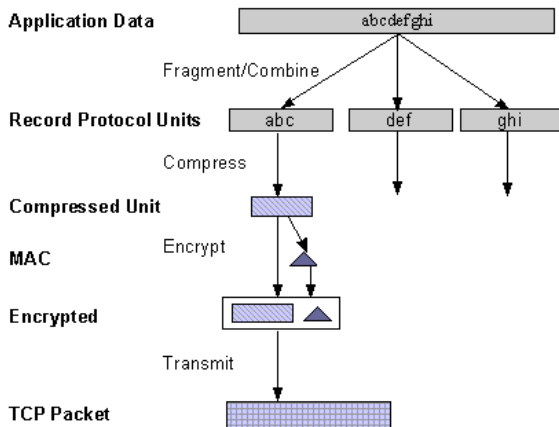 Application Data
abcdefghi
Fragment/Combine
Record Protocol Units
abc
def
ghi
Compress
Compressed Unit
Encrypt
MAC
Encrypted
Transmit
TCP Packet